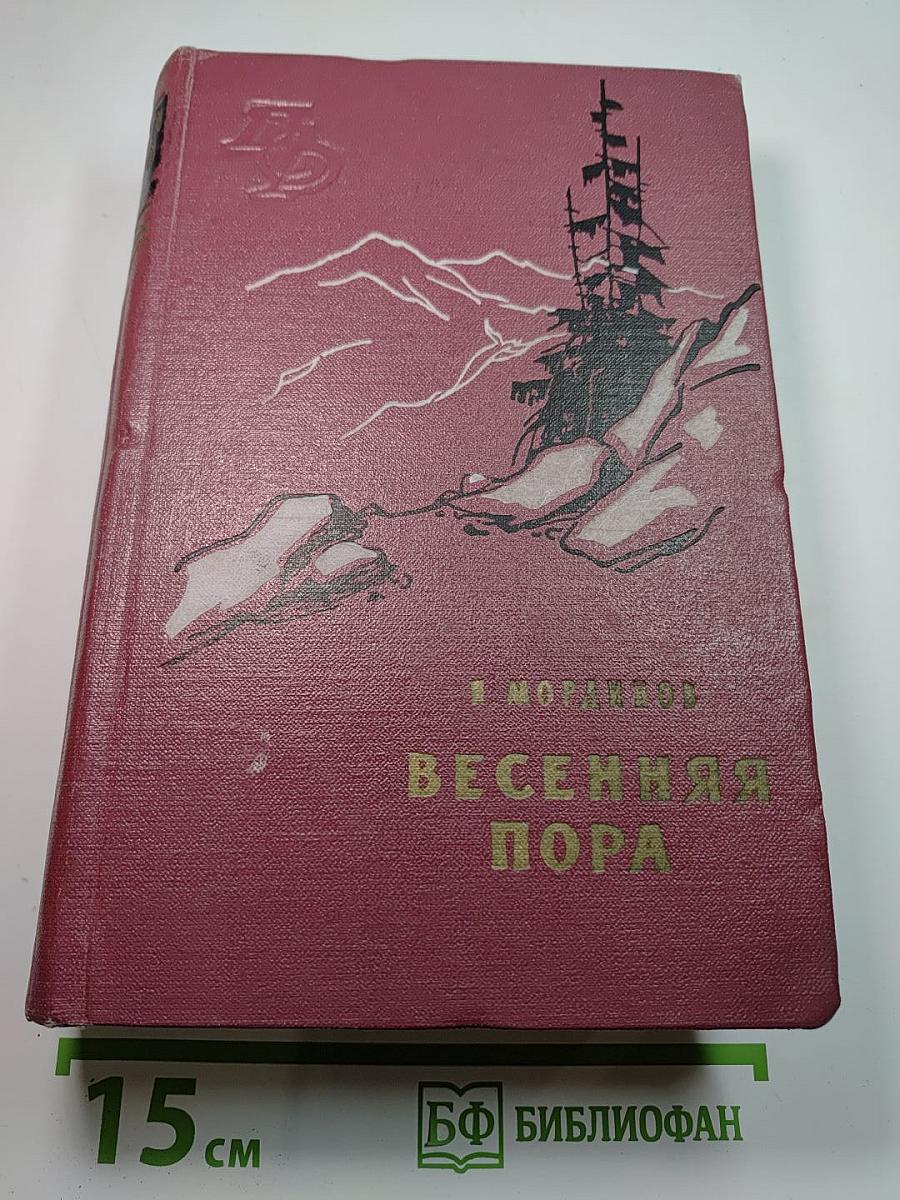 Н. МОРДИНОВ
ВЕСЕННЯЯ
ПОРА
15 см
БФ БИБЛИОФАН